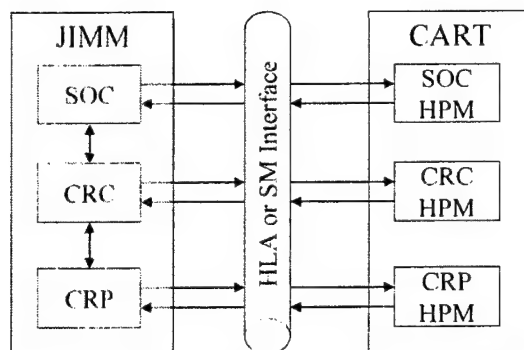 JIMM
SOC
CRC
CRP
HLA or SM Interface
CART
SOC
HPM
CRC
HPM
CRP
HPM